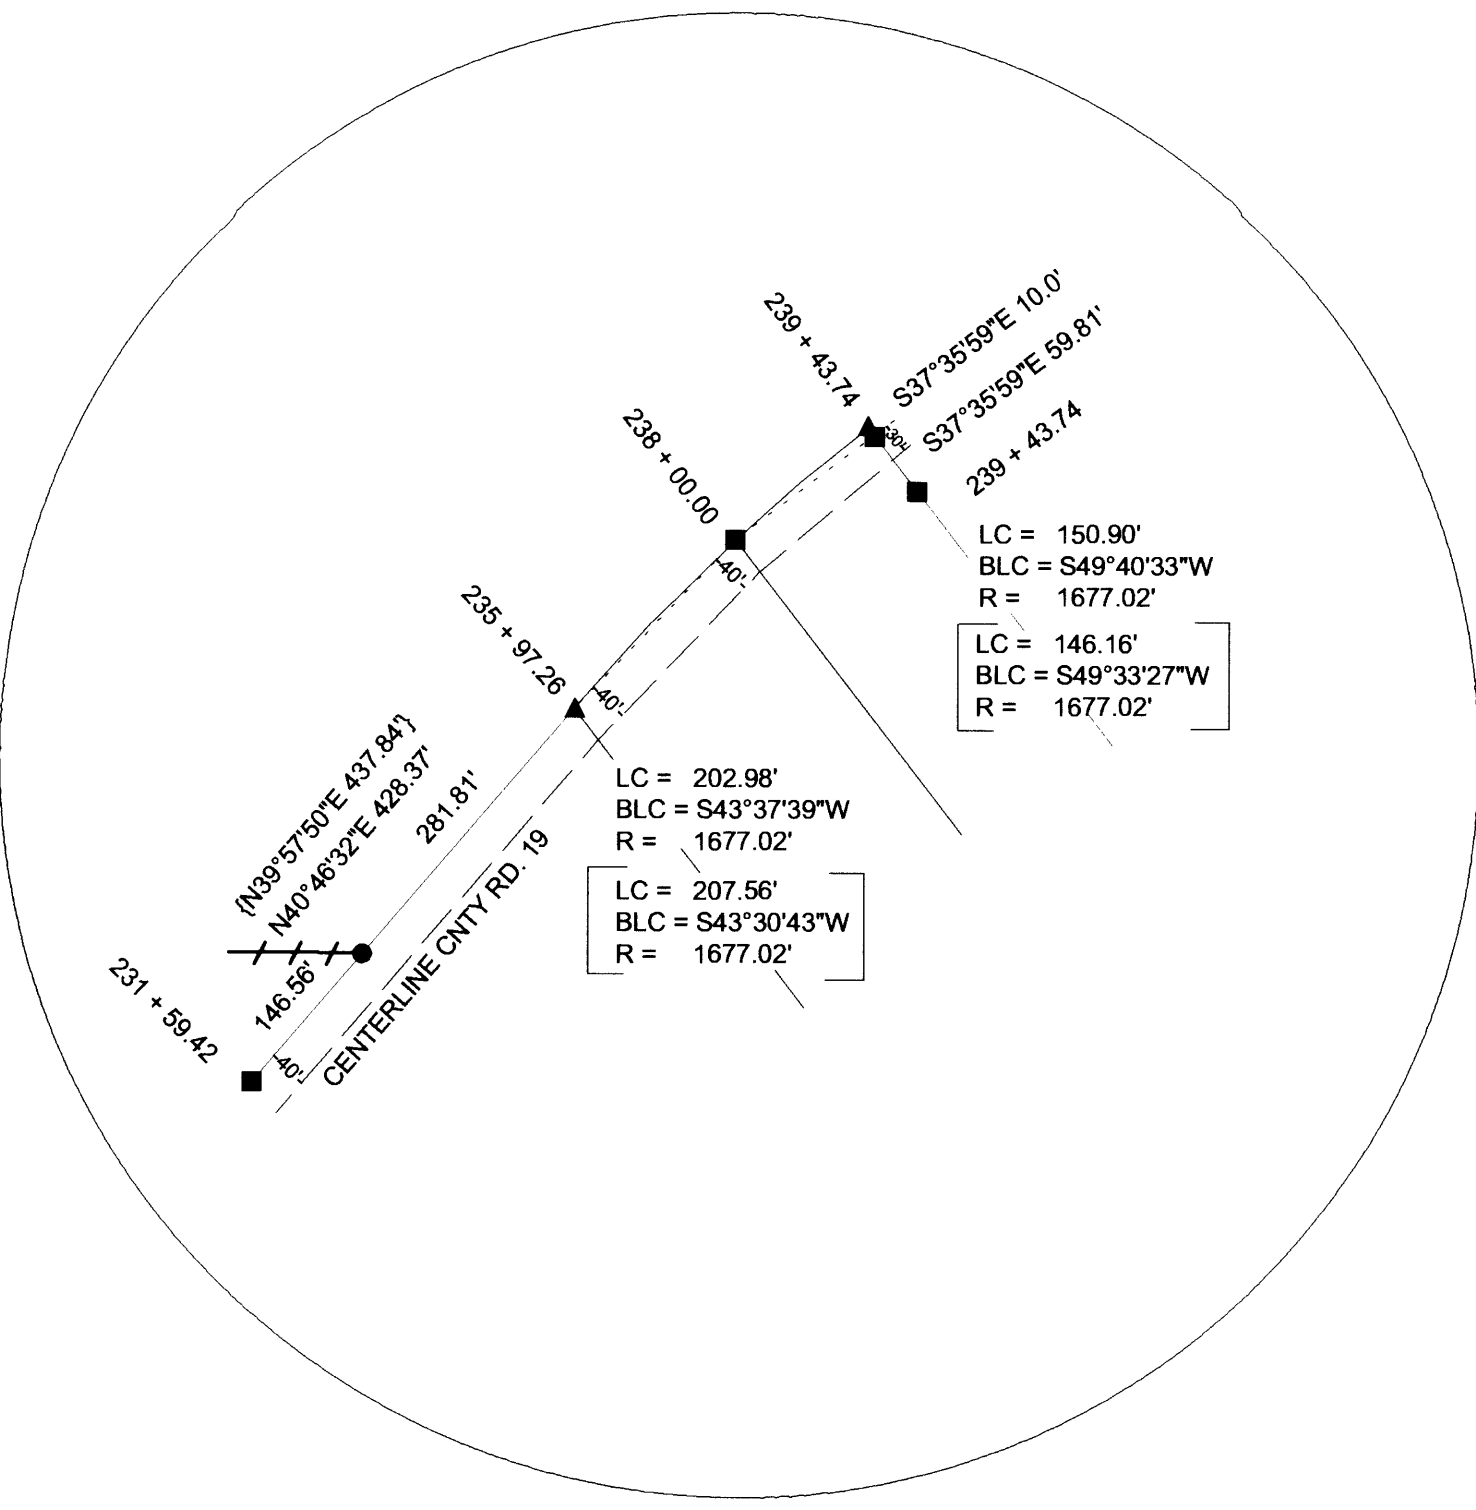 239 + 43.74
S37°35'59"E 10.0'
S37°35'59"E 59.81'
239 + 43.74
30'
238 + 00.00
40'
LC = 150.90'
BLC = S49°40'33"W
R = 1677.02'
LC = 146.16'
BLC = S49°33'27"W
R = 1677.02'
235 + 97.26
40'
LC = 202.98'
BLC = S43°37'39"W
R = 1677.02'
LC = 207.56'
BLC = S43°30'43"W
R = 1677.02'
{N39°57'50"E 437.84'}
N40°46'32"E 428.37'
281.81'
CENTERLINE CNTY RD. 19
146.56'
231 + 59.42
40'